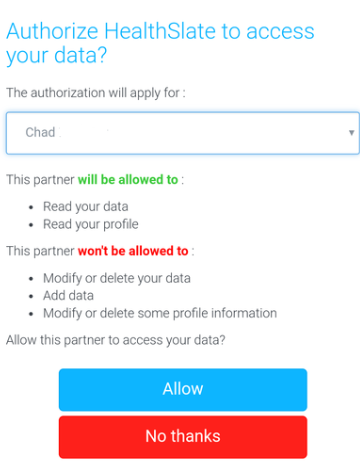 Authorize HealthSlate to access
your data?
The authorization will apply for :
Chad
This partner will be allowed to :
• Read your data
• Read your profile
This partner won't be allowed to :
• Modify or delete your data
• Add data
• Modify or delete some profile information
Allow this partner to access your data?
Allow
No thanks